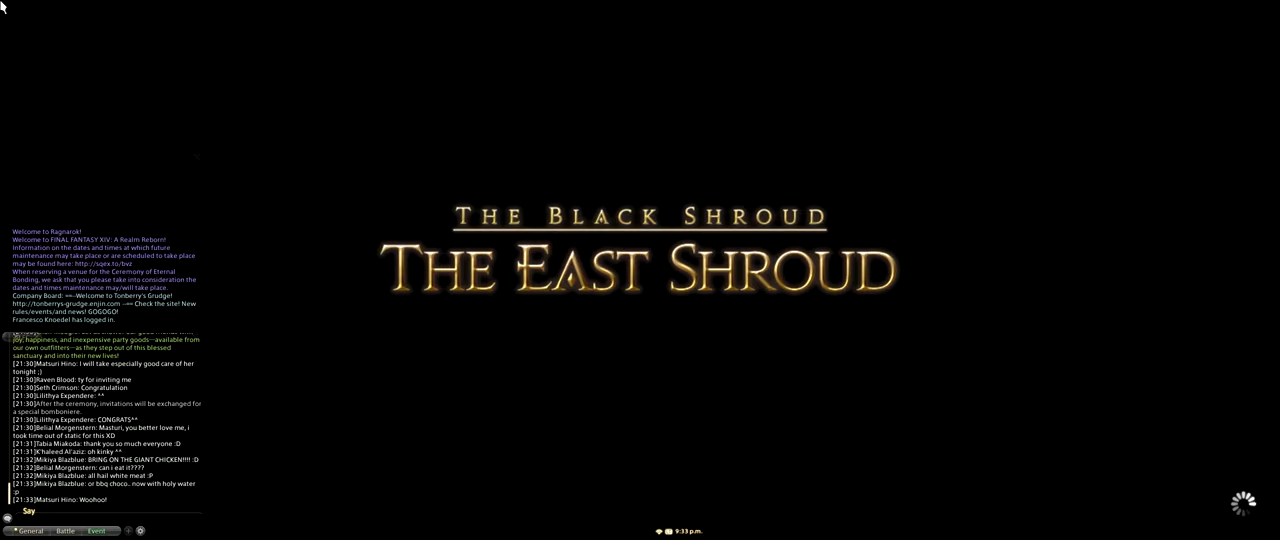 THE BLACK SHROUD
THE EAST SHROUD
Welcome to Ragnarok!
Welcome to FINAL FANTASY XIV: A Realm Reborn!
Information on the dates and times at which future
maintenance may take place or are scheduled to take place
may be found here: http://sqex.to/bvz
When reserving a venue for the Ceremony of Eternal
Bonding, we ask that you please take into consideration the
dates and times maintenance may/will take place.
Company Board: ==-Welcome to Tonberry's Grudge!
http://tonberrys-grudge.enjin.com -== Check the site! New
rules/events/and news! GOGOGO!
Francesco Knoedel has logged in.
joy, happiness, and inexpensive party goods—available from
our own outfitters—as they step out of this blessed
sanctuary and into their new lives!
[21:30]Matsuri Hino: I will take especially good care of her
tonight ;)
[21:30]Raven Blood: ty for inviting me
[21:30]Seth Crimson: Congratulation
[21:30]Lilithya Expendere: ^^
[21:30]After the ceremony, invitations will be exchanged for
a special bomboniere.
[21:30]Lilithya Expendere: CONGRATS^^
[21:30]Belial Morgenstern: Masturi, you better love me, i
took time out of static for this XD
[21:31]Tabia Miakoda: thank you so much everyone :D
[21:31]K'haleed Al'aziz: oh kinky ^^
[21:32]Mikiya Blazblue: BRING ON THE GIANT CHICKEN!!!! :D
[21:32]Belial Morgenstern: can i eat it????
[21:32]Mikiya Blazblue: all hail white meat :P
[21:33]Mikiya Blazblue: or bbq choco.. now with holy water
:p
[21:33]Matsuri Hino: Woohoo!
Say
General Battle Event
9:33 p.m.